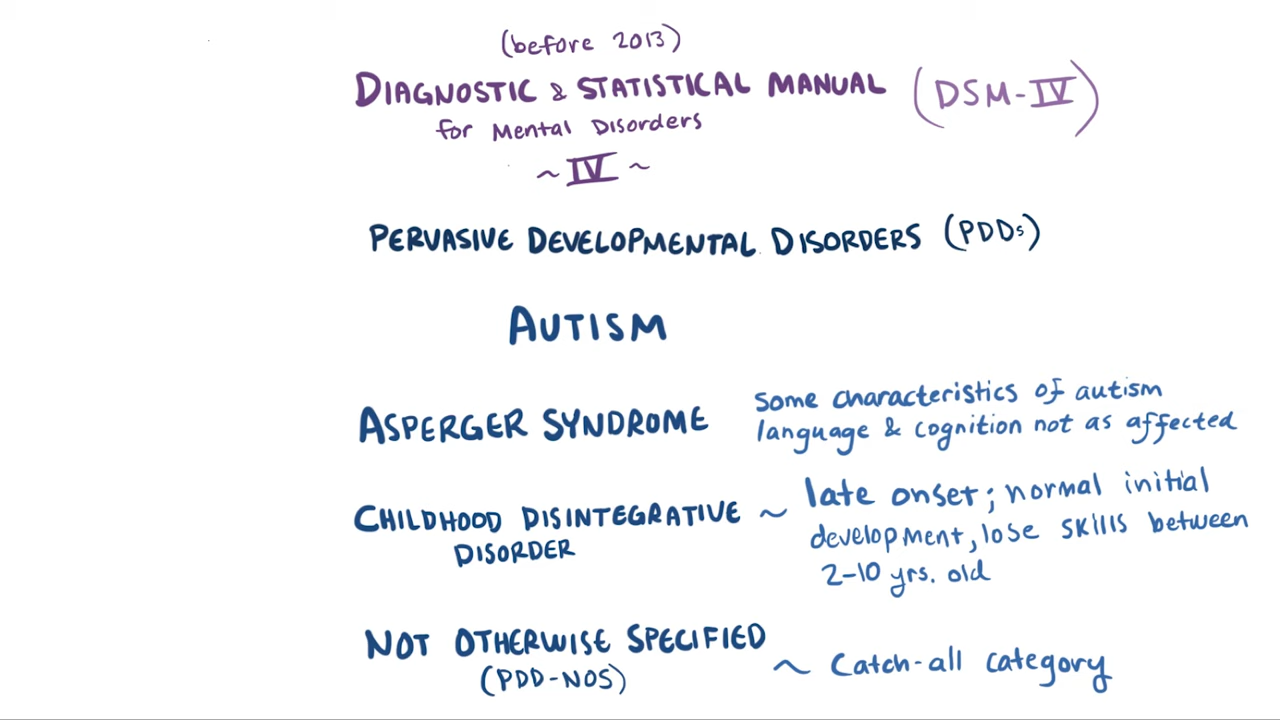 (before 2013)
DIAGNOSTIC & STATISTICAL MANUAL (DSM-IV)
for Mental Disorders
~ IV ~
PERVASIVE DEVELOPMENTAL DISORDERS (PDDs)
AUTISM
ASPERGER SYNDROME
Some characteristics of autism
language & cognition not as affected
CHILDHOOD DISINTEGRATIVE
DISORDER
~ late onset; normal initial
development, lose skills between
2-10 yrs. old
NOT OTHERWISE SPECIFIED
(PDD-NOS)
~ Catch-all category